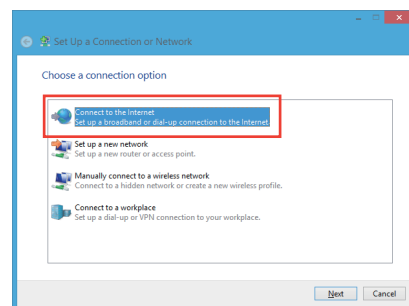 Set Up a Connection or Network
Choose a connection option
Connect to the Internet
Set up a broadband or dial-up connection to the Internet
Set up a new network
Set up a new router or access point.
Manually connect to a wireless network
Connect to a hidden network or create a new wireless profile.
Connect to a workplace
Set up a dial-up or VPN connection to your workplace.
Next Cancel